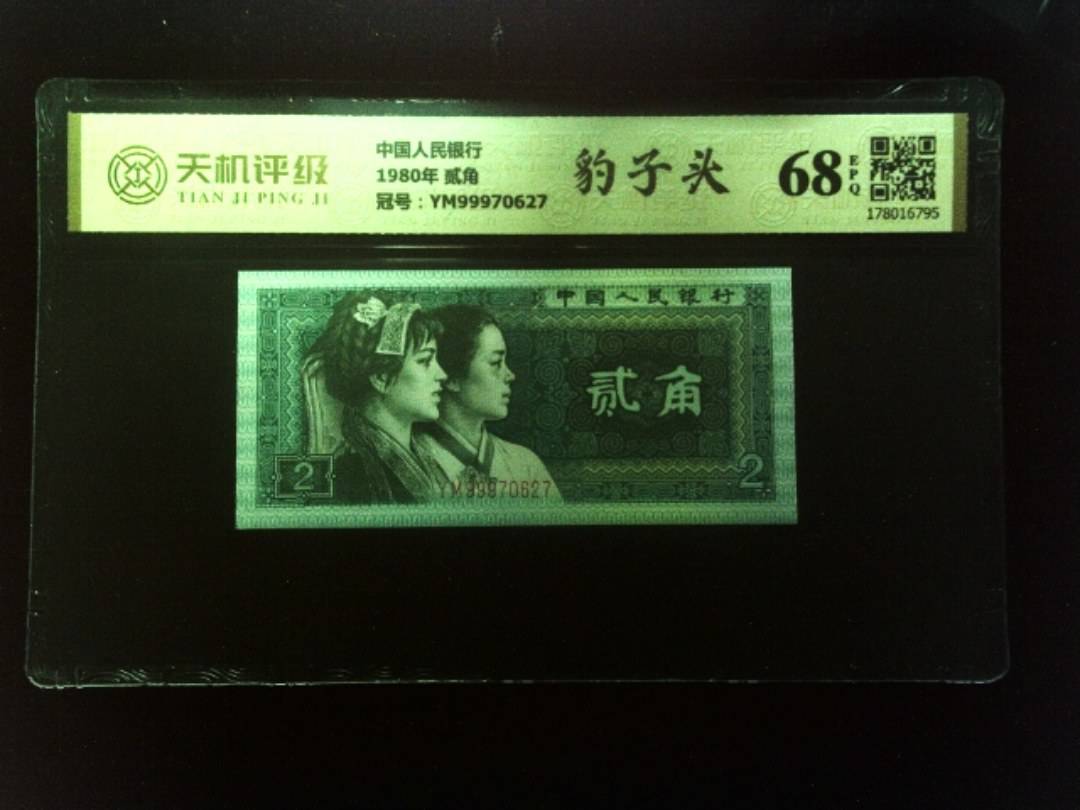 天机评级
TIAN JI PING JI
中国人民银行
1980年 贰角
冠号：YM99970627
豹子头
68
EPQ
178016795
中国人民银行
贰角
2
2
YM99970627